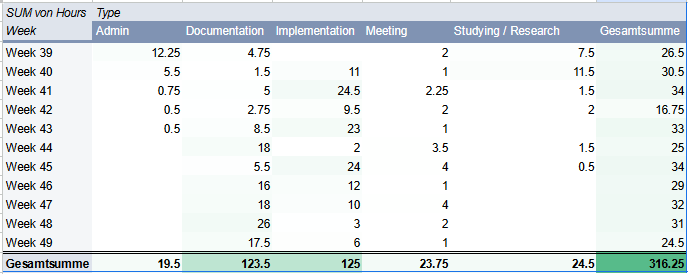 SUM von Hours Type
Week Admin Documentation Implementation Meeting Studying / Research Gesamtsumme
Week 39 12.25 4.75 2 7.5 26.5
Week 40 5.5 1.5 11 1 11.5 30.5
Week 41 0.75 5 24.5 2.25 1.5 34
Week 42 0.5 2.75 9.5 2 2 16.75
Week 43 0.5 8.5 23 1 33
Week 44 18 2 3.5 1.5 25
Week 45 5.5 24 4 0.5 34
Week 46 16 12 1 29
Week 47 18 10 4 32
Week 48 26 3 2 31
Week 49 17.5 6 1 24.5
Gesamtsumme 19.5 123.5 125 23.75 24.5 316.25